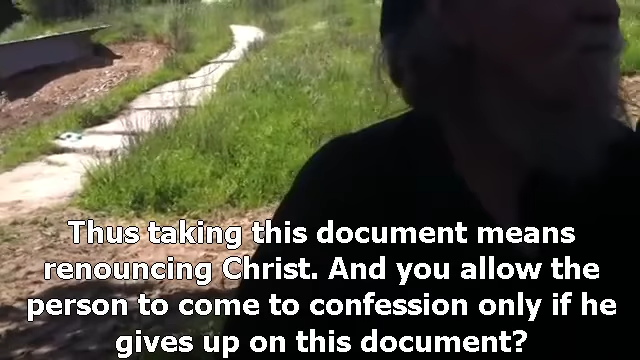 Thus taking this document means
renouncing Christ. And you allow the
person to come to confession only if he
gives up on this document?